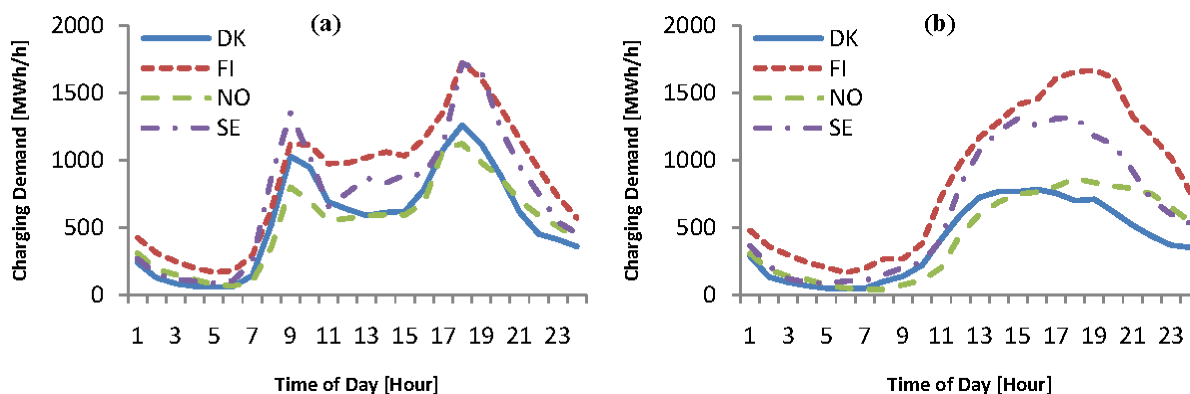 (a)
Charging Demand [MWh/h]
2000
1500
1000
500
0
DK
FI
NO
SE
1 3 5 7 9 11 13 15 17 19 21 23
Time of Day [Hour]
(b)
Charging Demand [MWh/h]
2000
1500
1000
500
0
DK
FI
NO
SE
1 3 5 7 9 11 13 15 17 19 21 23
Time of Day [Hour]